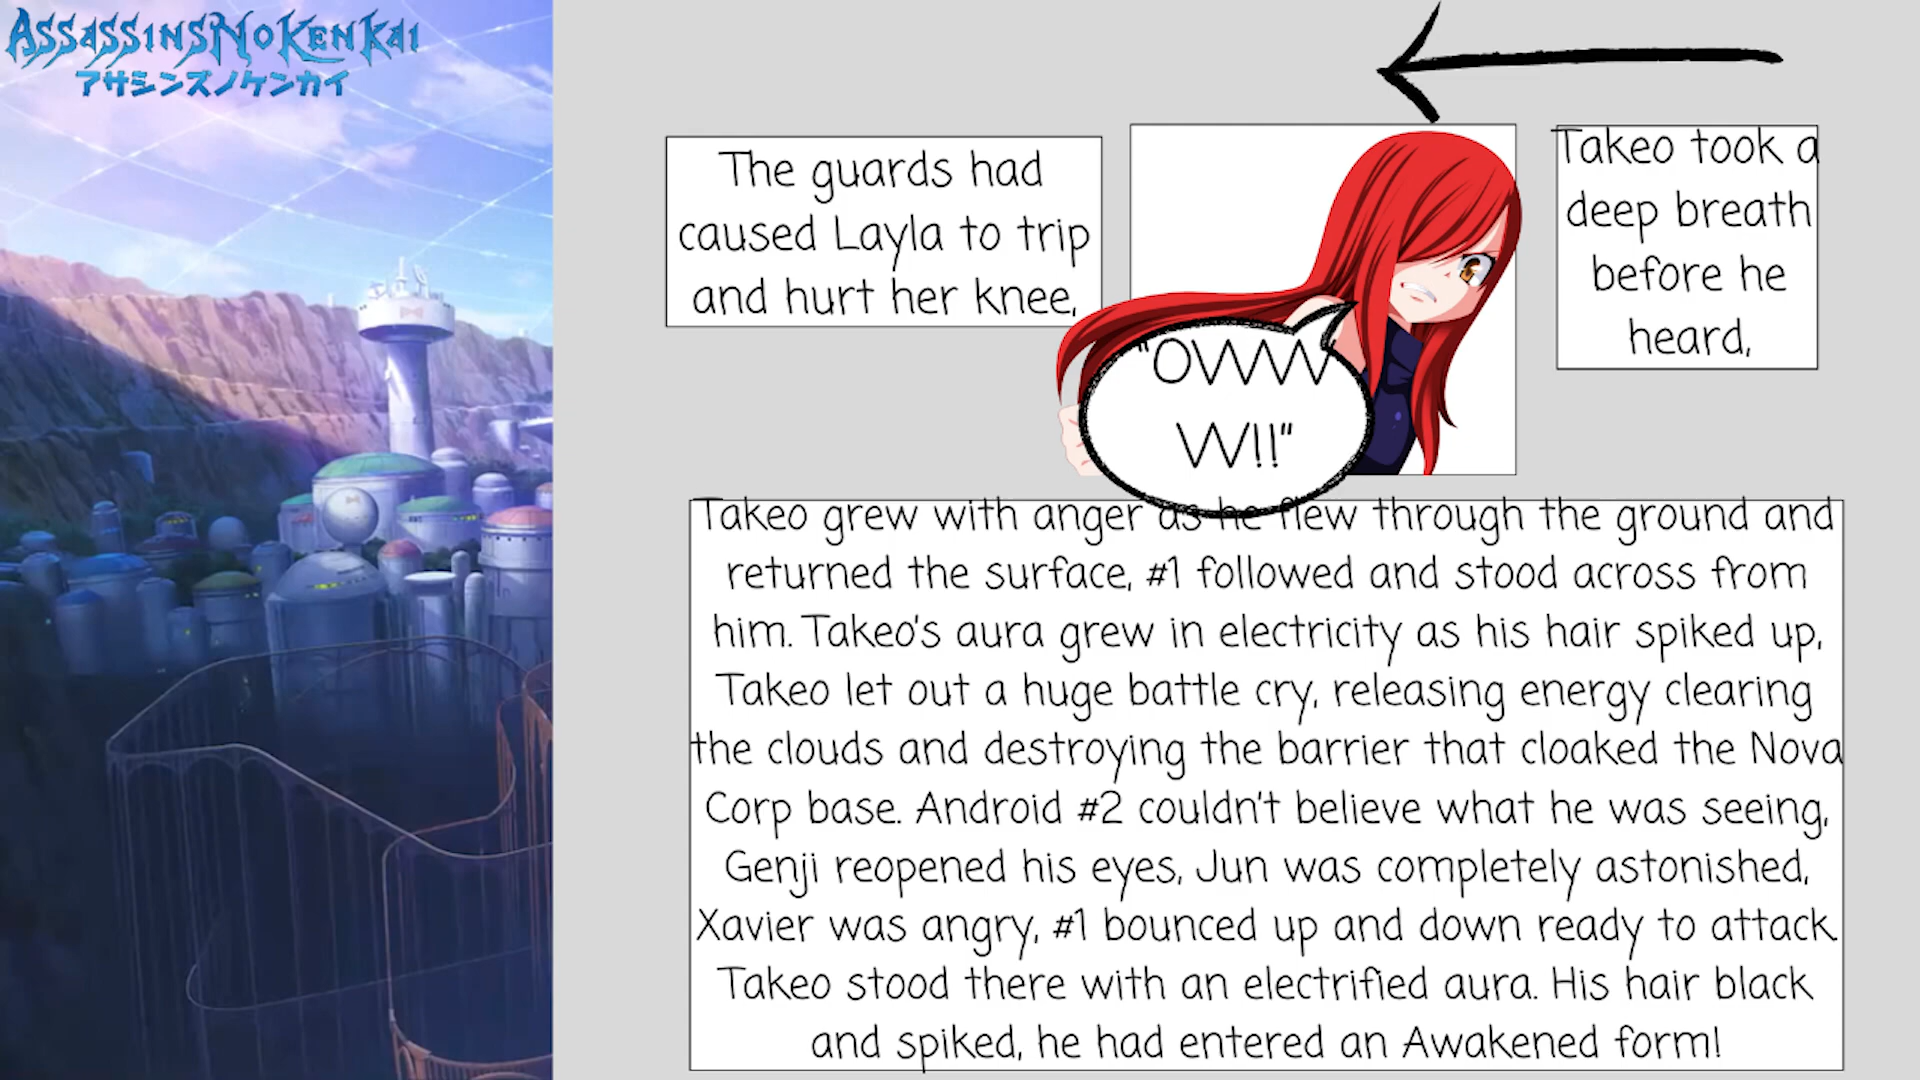 ASSASSINSNOKENKAI
アサシンズノケンカイ
Takeo took a
deep breath
before he
heard,
"OWW
W!!"
The guards had
caused Layla to trip
and hurt her knee,
Takeo grew with anger as he flew through the ground and
returned the surface, #1 followed and stood across from
him. Takeo's aura grew in electricity as his hair spiked up,
Takeo let out a huge battle cry, releasing energy clearing
the clouds and destroying the barrier that cloaked the Nova
Corp base. Android #2 couldn't believe what he was seeing,
Genji reopened his eyes, Jun was completely astonished,
Xavier was angry, #1 bounced up and down ready to attack.
Takeo stood there with an electrified aura. His hair black
and spiked, he had entered an Awakened form!